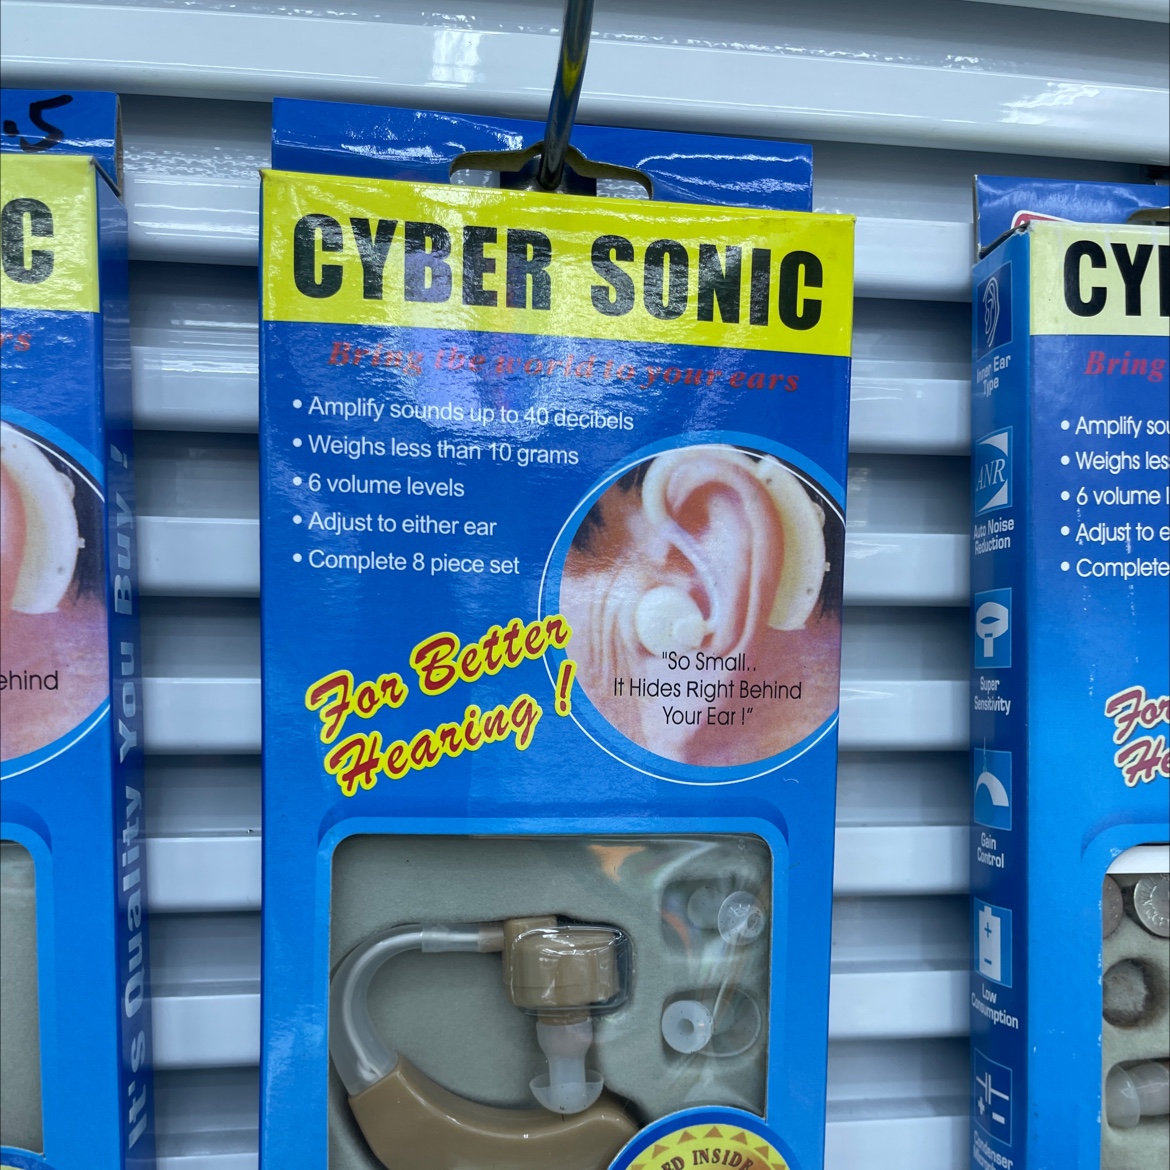 .5
C
rs
ehind
It's Quality You Buy!
CYBER SONIC
Bring the world to your ears
• Amplify sounds up to 40 decibels
• Weighs less than 10 grams
• 6 volume levels
• Adjust to either ear
• Complete 8 piece set
For Better
Hearing !
"So Small..
It Hides Right Behind
Your Ear !"
ED INSIDE
Inner Ear
Type
ANR
Auto Noise
Reduction
Super
Sensitivity
Gain
Control
Low
Consumption
Condenser
CY
Bring
• Amplify sou
• Weighs les
• 6 volume l
• Adjust to e
• Complete
For
He